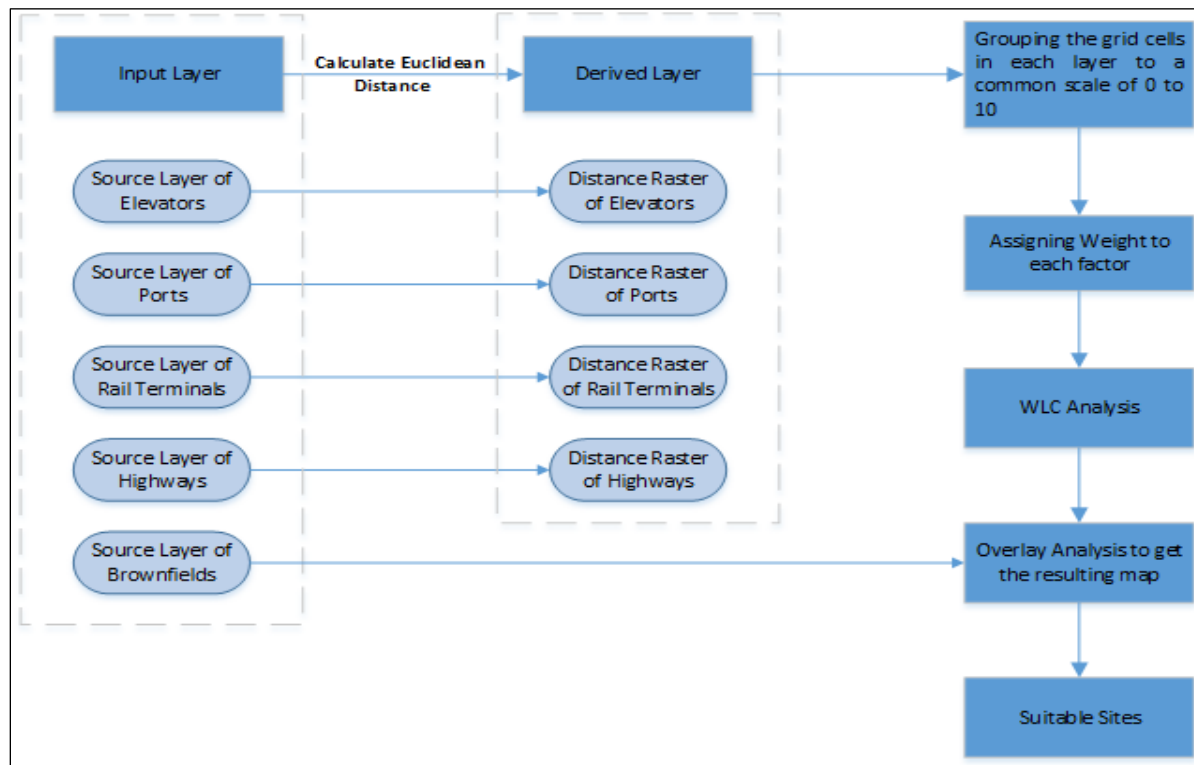 Input Layer
Calculate Euclidean
Distance
Derived Layer
Grouping the grid cells
in each layer to a
common scale of 0 to
10
Source Layer of
Elevators
Distance Raster
of Elevators
Assigning Weight to
each factor
Source Layer of
Ports
Distance Raster
of Ports
Source Layer of
Rail Terminals
Distance Raster
of Rail Terminals
WLC Analysis
Source Layer of
Highways
Distance Raster
of Highways
Source Layer of
Brownfields
Overlay Analysis to get
the resulting map
Suitable Sites